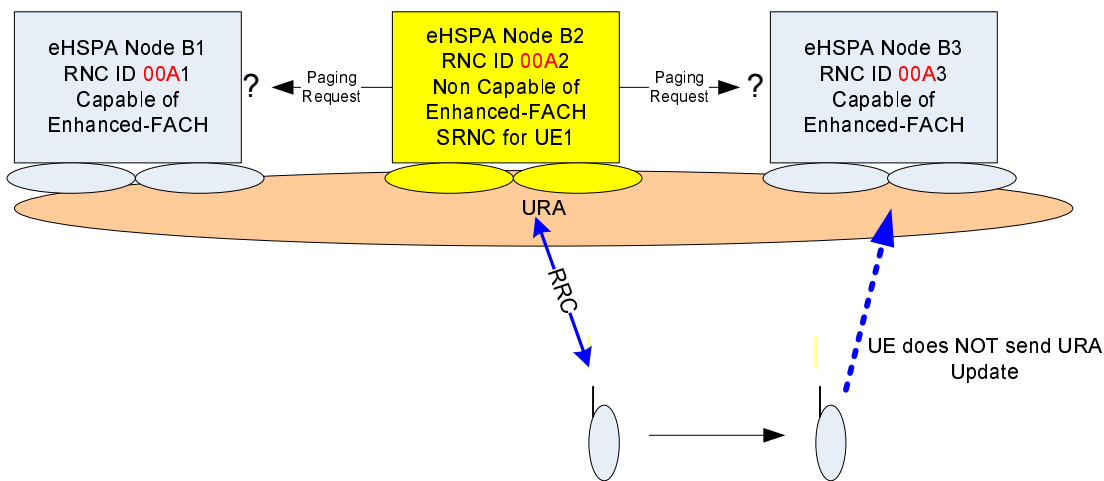 eHSPA Node B1
RNC ID 00A1
Capable of
Enhanced-FACH
?
Paging
Request
eHSPA Node B2
RNC ID 00A2
Non Capable of
Enhanced-FACH
SRNC for UE1
Paging
Request
?
eHSPA Node B3
RNC ID 00A3
Capable of
Enhanced-FACH
URA
RRC
UE does NOT send URA
Update